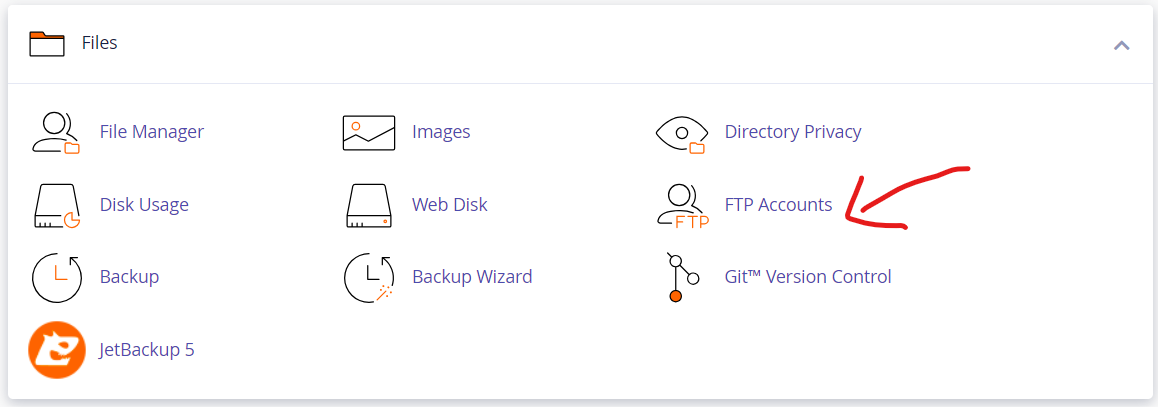 Files
File Manager
Images
Directory Privacy
Disk Usage
Web Disk
FTP
FTP Accounts
Backup
Backup Wizard
Git™ Version Control
JetBackup 5